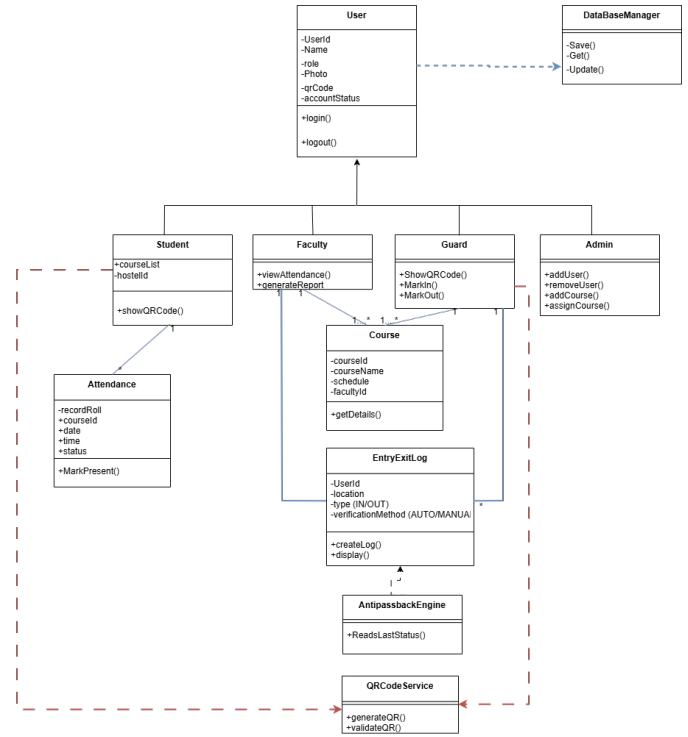 User
-UserId
-Name
-role
-Photo
-qrCode
-accountStatus
+login()
+logout()
DataBaseManager
-Save()
-Get()
-Update()
Student
+courseList
-hostelId
+showQRCode()
1
Faculty
+viewAttendance()
+generateReport
1 1
Guard
+ShowQRCode()
+MarkIn()
+MarkOut()
1 1
Admin
+addUser()
+removeUser()
+addCourse()
+assignCourse()
1...* 1...*
Course
-courseId
-courseName
-schedule
-facultyId
+getDetails()
*
Attendance
-recordRoll
+courseId
+date
+time
+status
+MarkPresent()
EntryExitLog
-UserId
-location
-type (IN/OUT)
-verificationMethod (AUTO/MANUA
*
+createLog()
+display()
AntipassbackEngine
+ReadsLastStatus()
QRCodeService
+generateQR()
+validateQR()